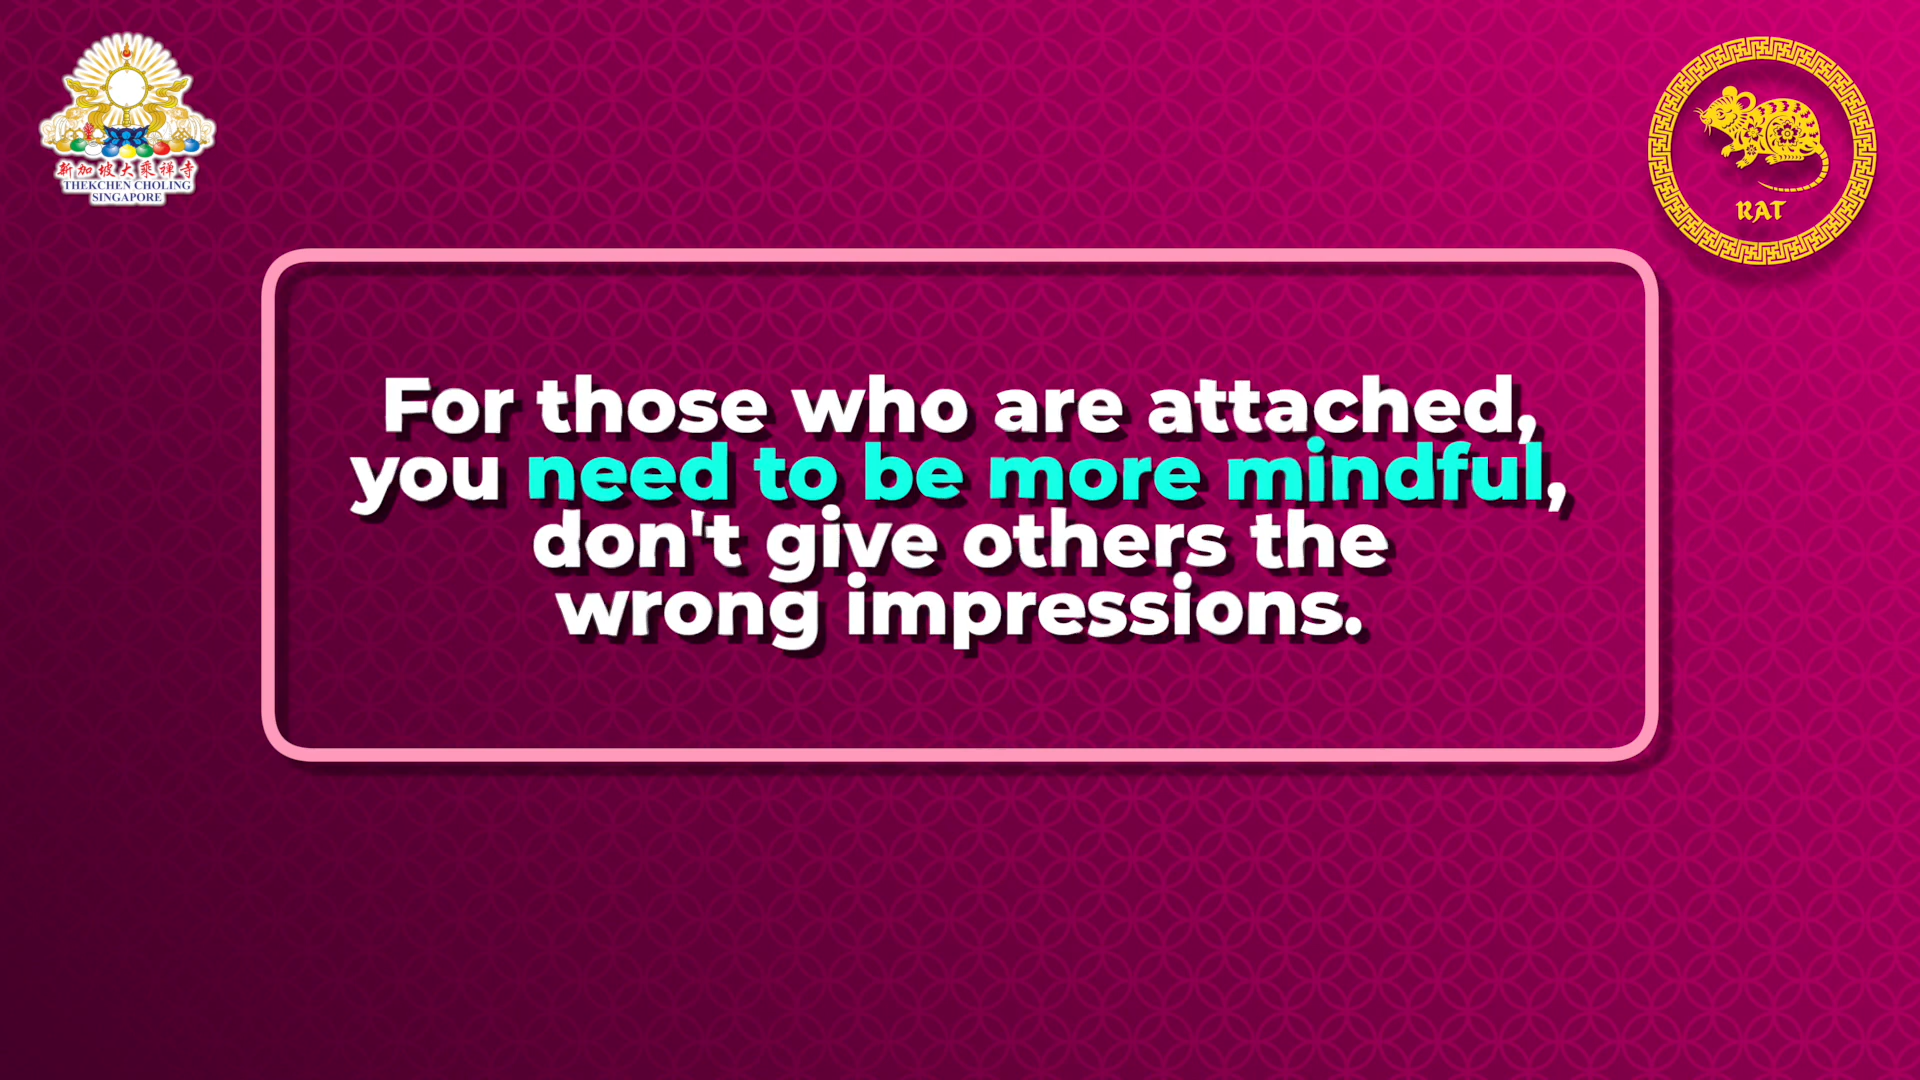 新加坡大乘禅寺
THEKCHEN CHOLING
SINGAPORE
RAT
For those who are attached,
you need to be more mindful,
don't give others the
wrong impressions.